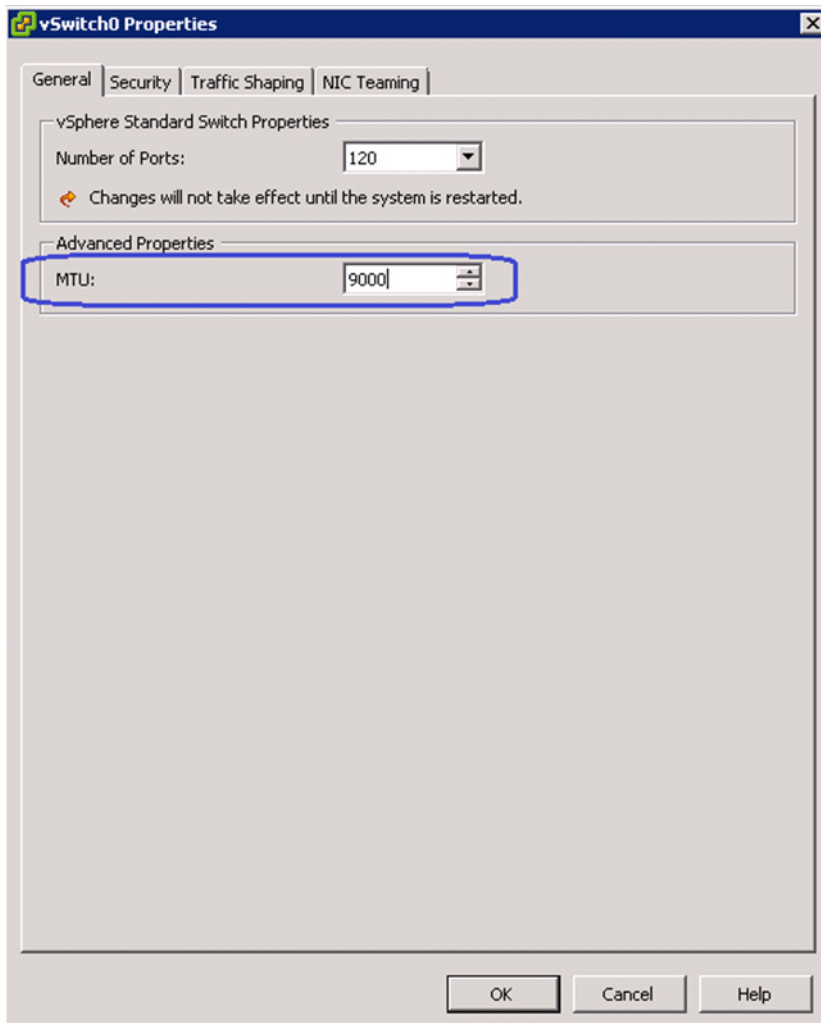 vSwitch0 Properties
General Security Traffic Shaping NIC Teaming
vSphere Standard Switch Properties
Number of Ports: 120
Changes will not take effect until the system is restarted.
Advanced Properties
MTU: 9000
OK Cancel Help